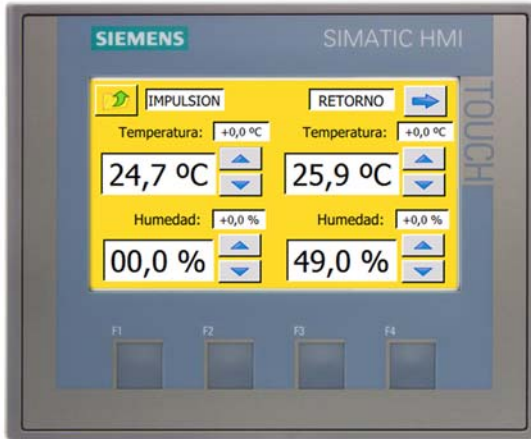 SIEMENS SIMATIC HMI
TOUCH
IMPULSION RETORNO
Temperatura: +0,0 ºC Temperatura: +0,0 ºC
24,7 ºC 25,9 ºC
Humedad: +0,0 % Humedad: +0,0 %
00,0 % 49,0 %
F1 F2 F3 F4